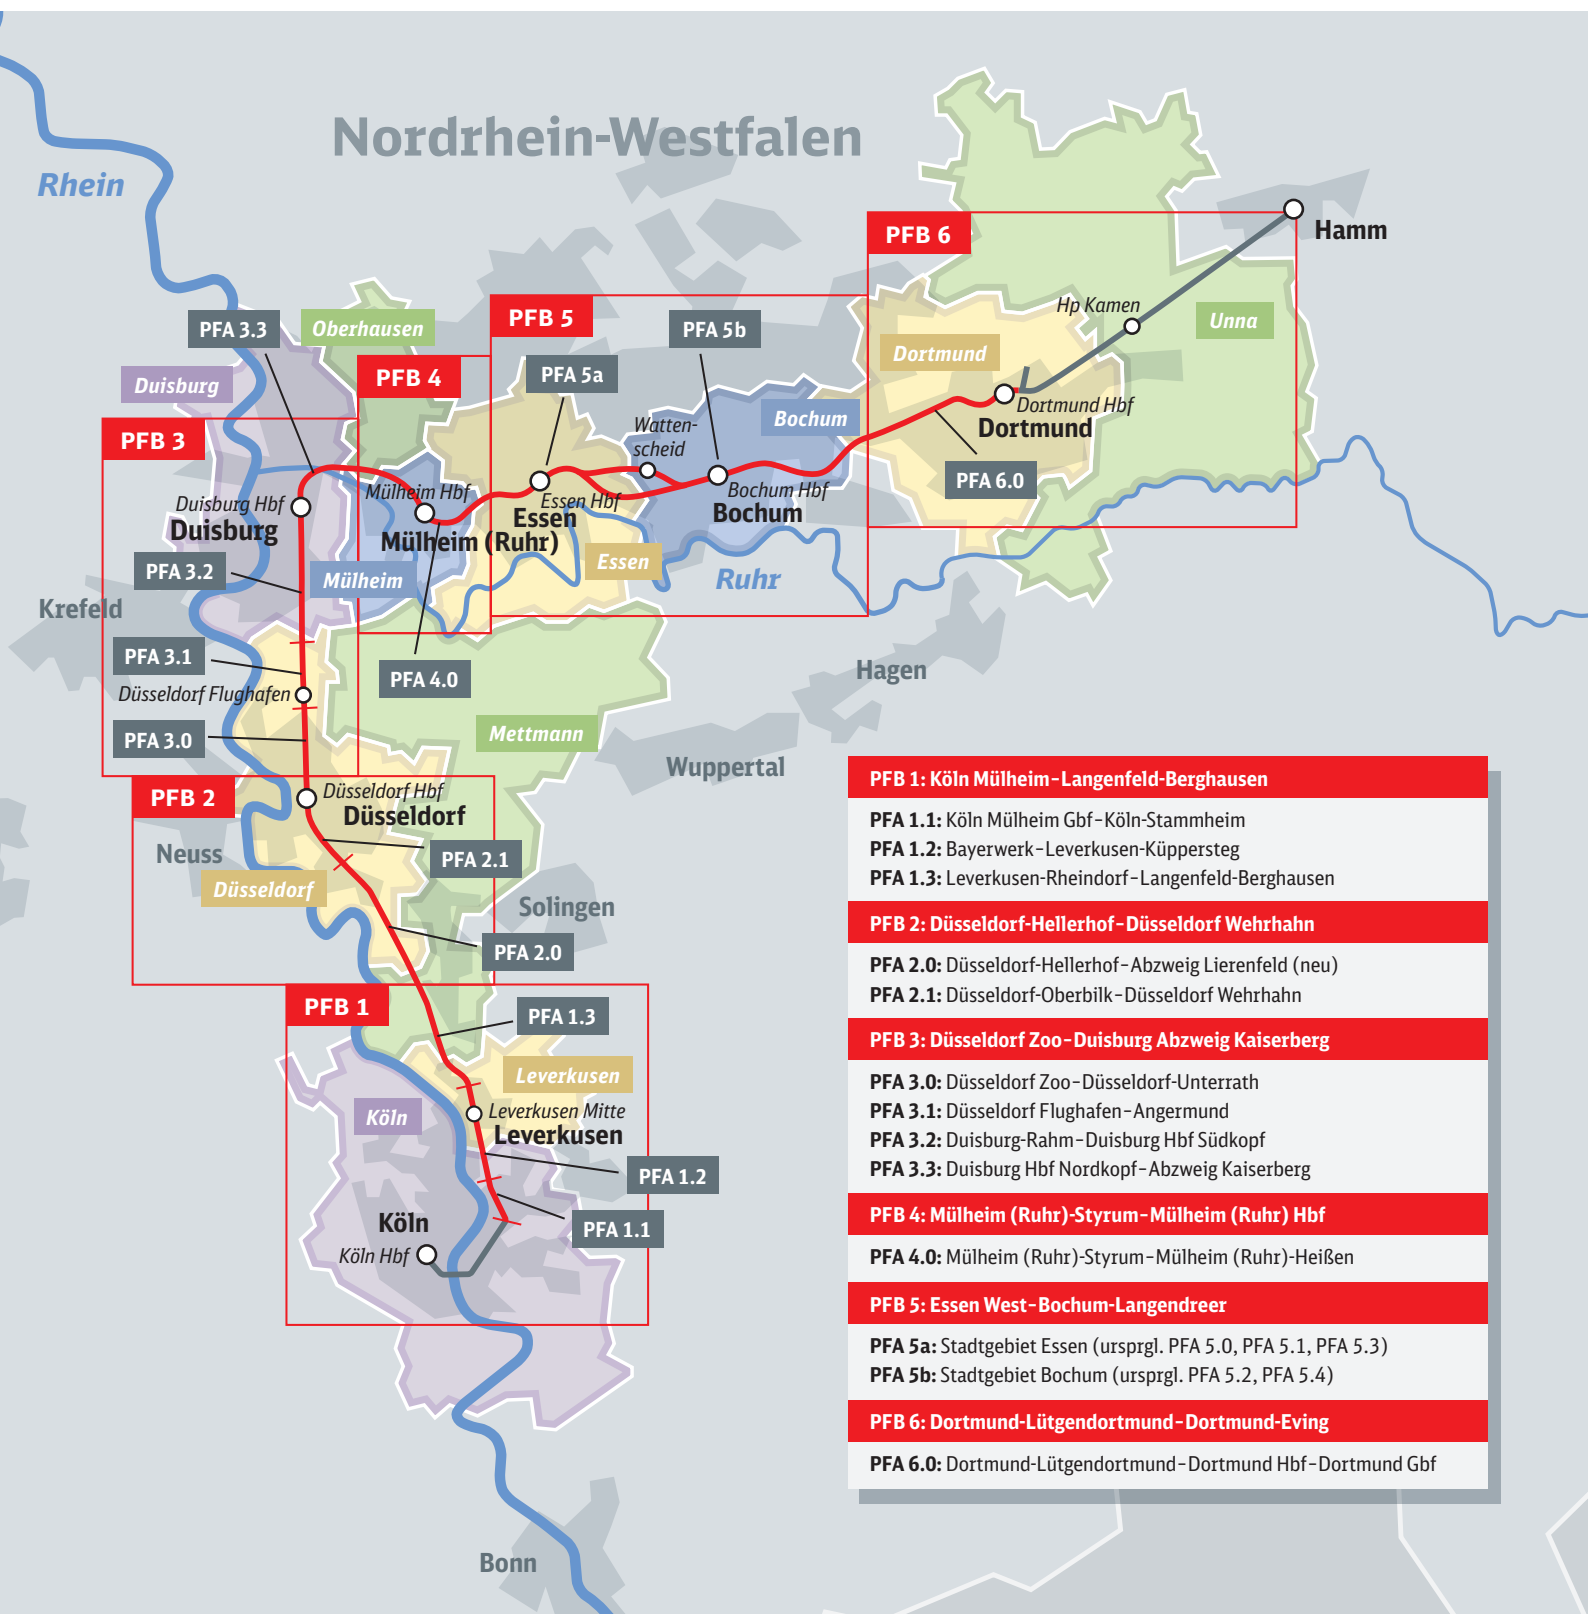 Nordrhein-Westfalen
Rhein
PFB 6
Hamm
Hp Kamen
Unna
PFA 3.3
Oberhausen
PFB 5
PFA 5b
Dortmund
Duisburg
PFB 4
PFA 5a
Dortmund Hbf
Dortmund
PFB 3
Watten-
scheid
Bochum
PFA 6.0
Duisburg Hbf
Duisburg
Mülheim Hbf
Mülheim (Ruhr)
Essen Hbf
Essen
Bochum Hbf
Bochum
PFA 3.2
Mülheim
Essen
Ruhr
Krefeld
PFA 3.1
Düsseldorf Flughafen
PFA 4.0
Hagen
PFA 3.0
Mettmann
Wuppertal
PFB 2
Düsseldorf Hbf
Düsseldorf
Neuss
PFA 2.1
Düsseldorf
Solingen
PFA 2.0
PFB 1
PFA 1.3
Leverkusen
Köln
Leverkusen Mitte
Leverkusen
PFA 1.2
Köln
Köln Hbf
PFA 1.1
Bonn
PFB 1: Köln Mülheim–Langenfeld-Berghausen
PFA 1.1: Köln Mülheim Gbf–Köln-Stammheim
PFA 1.2: Bayerwerk–Leverkusen-Küppersteg
PFA 1.3: Leverkusen-Rheindorf–Langenfeld-Berghausen
PFB 2: Düsseldorf-Hellerhof–Düsseldorf Wehrhahn
PFA 2.0: Düsseldorf-Hellerhof–Abzweig Lierenfeld (neu)
PFA 2.1: Düsseldorf-Oberbilk–Düsseldorf Wehrhahn
PFB 3: Düsseldorf Zoo–Duisburg Abzweig Kaiserberg
PFA 3.0: Düsseldorf Zoo–Düsseldorf-Unterrath
PFA 3.1: Düsseldorf Flughafen–Angermund
PFA 3.2: Duisburg-Rahm–Duisburg Hbf Südkopf
PFA 3.3: Duisburg Hbf Nordkopf–Abzweig Kaiserberg
PFB 4: Mülheim (Ruhr)-Styrum–Mülheim (Ruhr) Hbf
PFA 4.0: Mülheim (Ruhr)-Styrum–Mülheim (Ruhr)-Heißen
PFB 5: Essen West–Bochum-Langendreer
PFA 5a: Stadtgebiet Essen (ursprgl. PFA 5.0, PFA 5.1, PFA 5.3)
PFA 5b: Stadtgebiet Bochum (ursprgl. PFA 5.2, PFA 5.4)
PFB 6: Dortmund-Lütgendortmund–Dortmund-Eving
PFA 6.0: Dortmund-Lütgendortmund–Dortmund Hbf–Dortmund Gbf